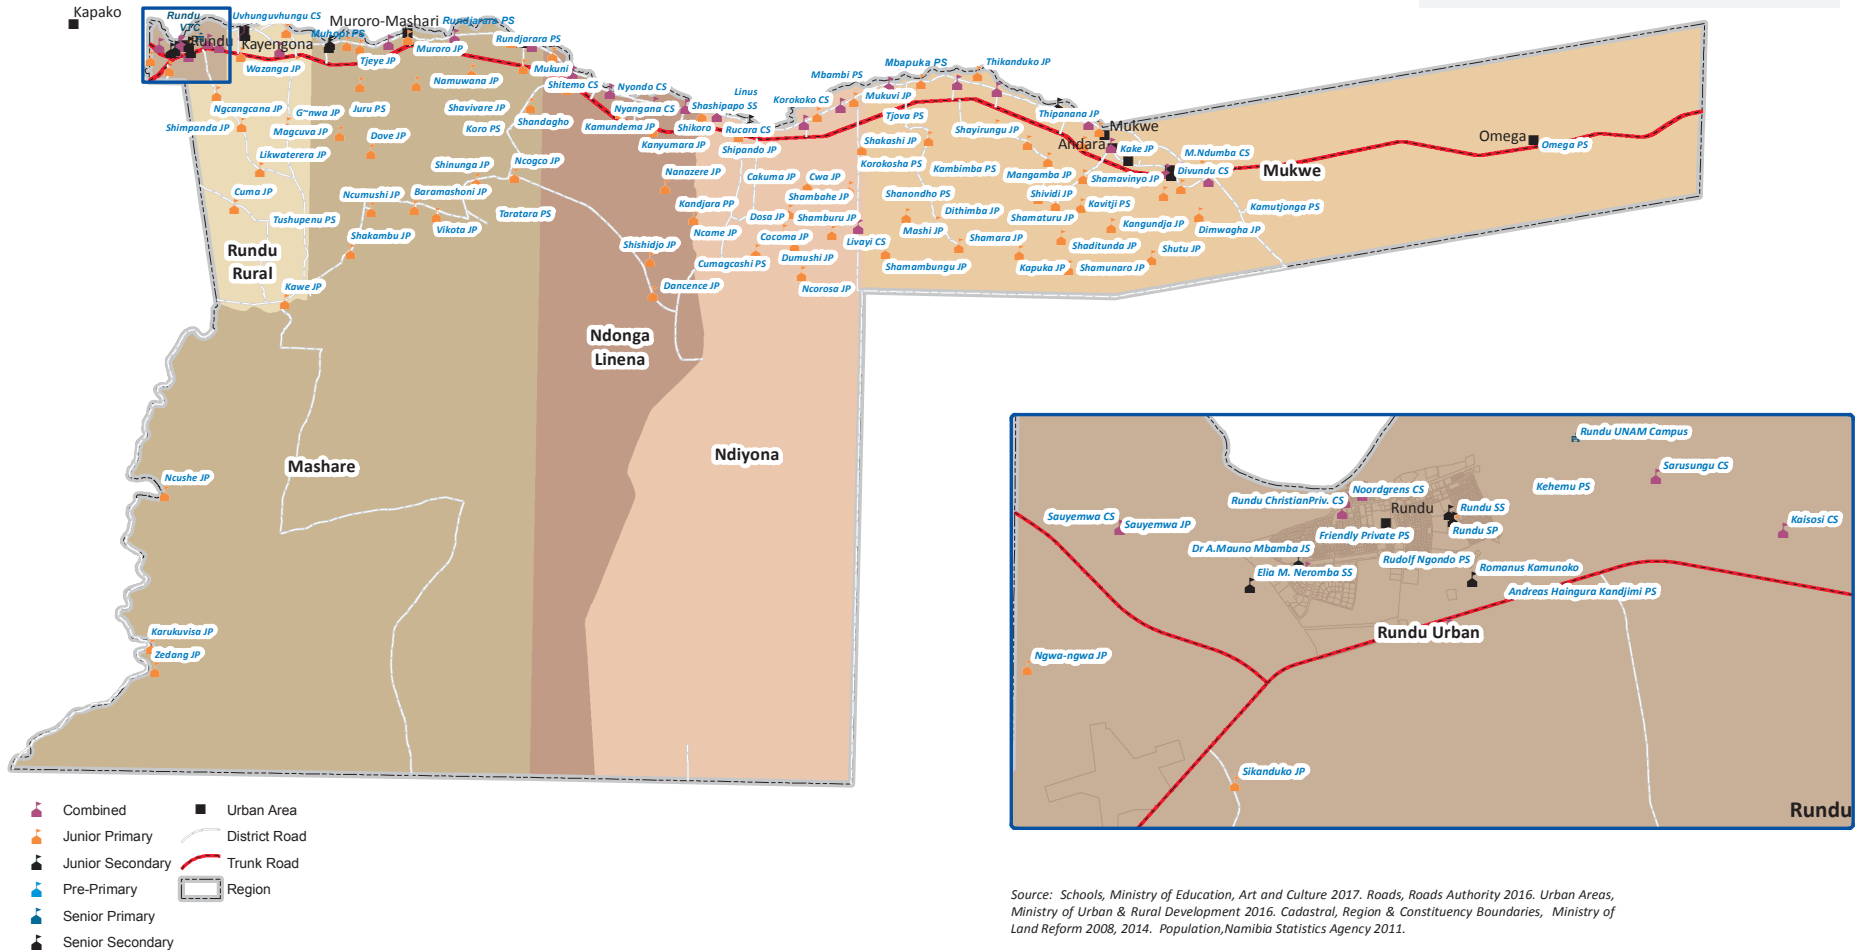 Kapako
Rundu
VTC
Rundu
Uvhunguvhungu CS
Kayengona
Muhopi PS
Muroro-Mashari
Rundjarara PS
Muroro JP
Rundjarara PS
Wazanga JP
Tjeye JP
Namuwana JP
Mukuni
Shitemo CS
Nyondo CS
Linus
Shashipapo SS
Mbambi PS
Mbapuka PS
Thikanduko JP
Korokoko CS
Mukuvi JP
Ngcangcana JP
Juru PS
Shavivare JP
Shandagho
Nyangana CS
Tjova PS
Thipanana JP
Shimpanda JP
Magcuva JP
Dove JP
Koro PS
Kamundema JP
Shikoro
Rucara CS
Shayirungu JP
Mukwe
Kanyumara JP
Shipando JP
Shakashi JP
Andara
Kake JP
Omega
Omega PS
Likwaterera JP
Shinunga JP
Ncogco JP
Nanazere JP
Cakuma JP
Cwa JP
Korokosha PS
Kambimba PS
Mangamba JP
Shamavinyo JP
M.Ndumba CS
Divundu CS
Mukwe
Cuma JP
Ncumushi JP
Baramashoni JP
Kandjara PP
Shambahe JP
Shanandho PS
Shividi JP
Kavitji PS
Kamutjonga PS
Tushupenu PS
Vikota JP
Taratara PS
Dosa JP
Shamburu JP
Dithimba JP
Shamaturu JP
Kangundja JP
Dimwagha JP
Shakambu JP
Shishidjo JP
Ncame JP
Cocoma JP
Livayi CS
Mashi JP
Shamara JP
Shaditunda JP
Shutu JP
Rundu
Rural
Cumagcashi PS
Dumushi JP
Shamambungu JP
Kapuka JP
Shamunaro JP
Kawe JP
Dancence JP
Ncorosa JP
Ndonga
Linena
Mashare
Ndiyona
Ncushe JP
Karukuvisa JP
Zedang JP
Rundu UNAM Campus
Sarusungu CS
Kehemu PS
Noordgrens CS
Rundu ChristianPriv. CS
Rundu
Rundu SS
Sauyemwa CS
Sauyemwa JP
Kaisosi CS
Rundu SP
Friendly Private PS
Dr A.Mauno Mbamba JS
Rudolf Ngondo PS
Romanus Kamunoko
Elia M. Neromba SS
Andreas Haingura Kandjimi PS
Rundu Urban
Ngwa-ngwa JP
Sikanduko JP
Rundu
Combined
Junior Primary
Junior Secondary
Pre-Primary
Senior Primary
Senior Secondary
Urban Area
District Road
Trunk Road
Region
Source: Schools, Ministry of Education, Art and Culture 2017. Roads, Roads Authority 2016. Urban Areas,
Ministry of Urban & Rural Development 2016. Cadastral, Region & Constituency Boundaries, Ministry of
Land Reform 2008, 2014. Population,Namibia Statistics Agency 2011.